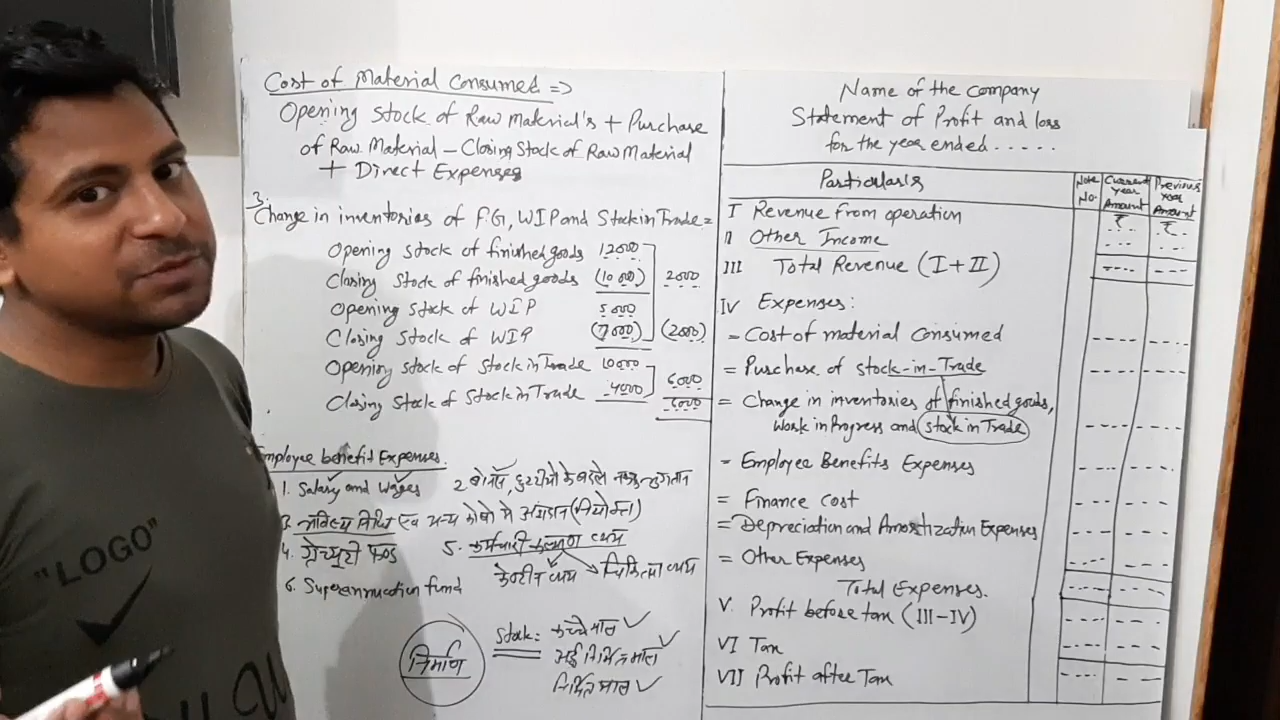 Cost of Material Consumed =>
Opening Stock of Raw Material's + Purchase
of Raw Material – Closing Stock of Raw Material
+ Direct Expenses
3.
Change in inventories of F.G, WIP and Stock in Trade =
Opening Stock of finished goods 12000
Closing Stock of finished goods (10000) 2000
Opening Stock of WIP 5000
Closing Stock of WIP (7000) (2000)
Opening Stock of Stock in Trade 10000
Closing Stock of Stock in Trade 4000 6000
6000
Employee benefit Expenses
1. Salary and Wages
2. बोनस, छुट्टियो के बदले नकद भुगतान
3. भविष्य निधि एव अन्य कोषो मे अंशदान (नियोक्ता)
4. ग्रेच्युटी फण्ड
5. कर्मचारी कल्याण व्यय
केन्टीन व्यय चिकित्सा व्यय
6. Superannuation fund
निर्माण
Stock: कच्चे माल
अर्द्ध निर्मित माल
निर्मित माल
Name of the Company
Statement of Profit and loss
for the year ended.....
Particulars Note No. Current year Amount Previous year Amount
₹ ₹
I Revenue from operation
II Other Income
III Total Revenue (I+II)
IV Expenses:
= Cost of material Consumed
= Purchase of stock-in-Trade
= Change in inventories of finished goods,
Work in Progress and stock in Trade
= Employee Benefits Expenses
= Finance Cost
= Depreciation and Amortization Expenses
= Other Expenses
Total Expenses.
V. Profit before tax (III-IV)
VI Tax
VII Profit after Tax
"LOGO"